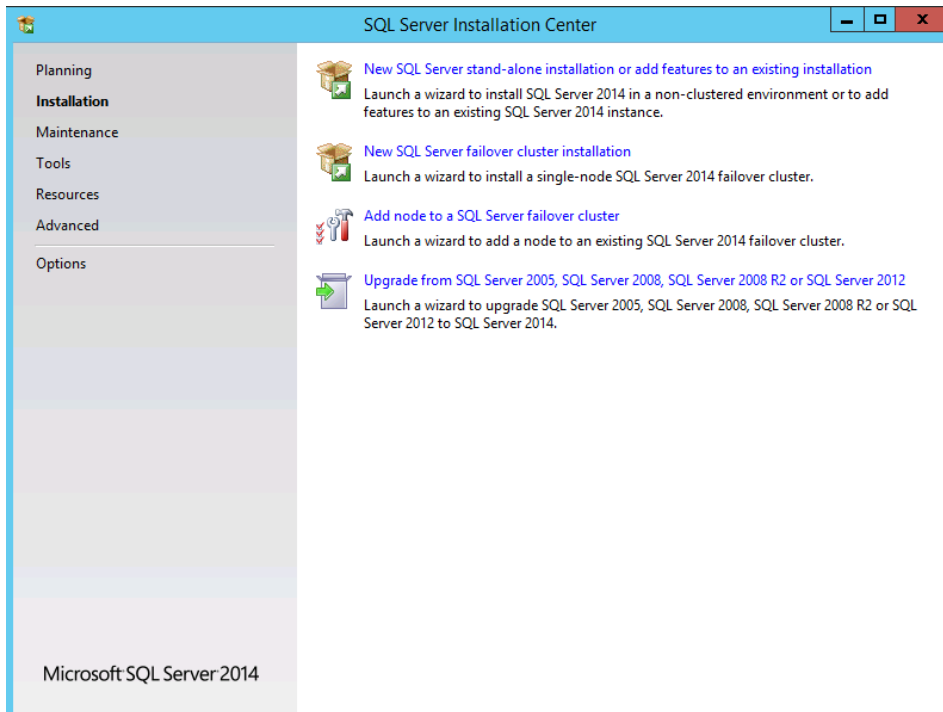 SQL Server Installation Center
Planning
Installation
Maintenance
Tools
Resources
Advanced
Options
New SQL Server stand-alone installation or add features to an existing installation
Launch a wizard to install SQL Server 2014 in a non-clustered environment or to add
features to an existing SQL Server 2014 instance.
New SQL Server failover cluster installation
Launch a wizard to install a single-node SQL Server 2014 failover cluster.
Add node to a SQL Server failover cluster
Launch a wizard to add a node to an existing SQL Server 2014 failover cluster.
Upgrade from SQL Server 2005, SQL Server 2008, SQL Server 2008 R2 or SQL Server 2012
Launch a wizard to upgrade SQL Server 2005, SQL Server 2008, SQL Server 2008 R2 or SQL
Server 2012 to SQL Server 2014.
Microsoft SQL Server 2014